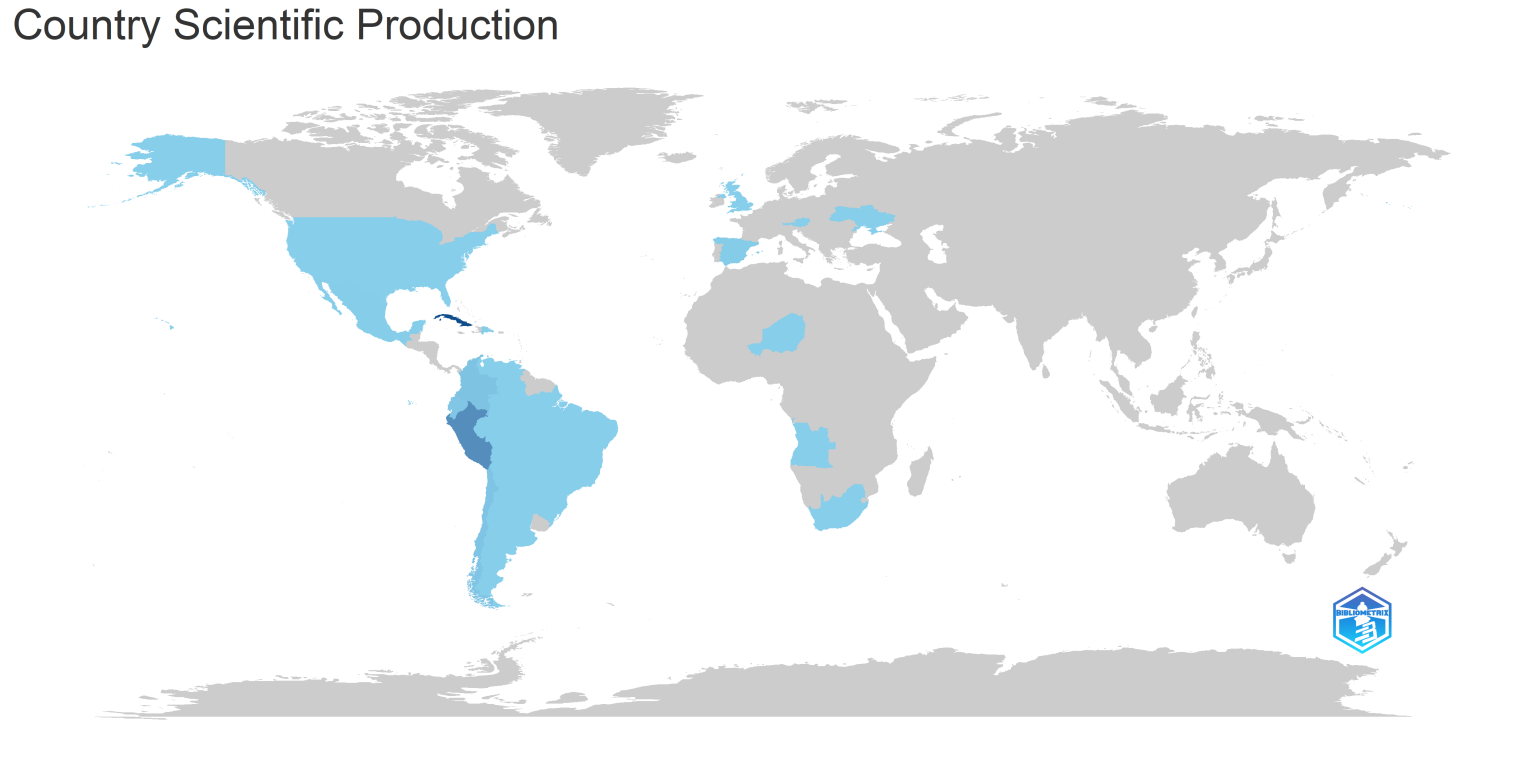 Country Scientific Production
BIBLIOMETRIX